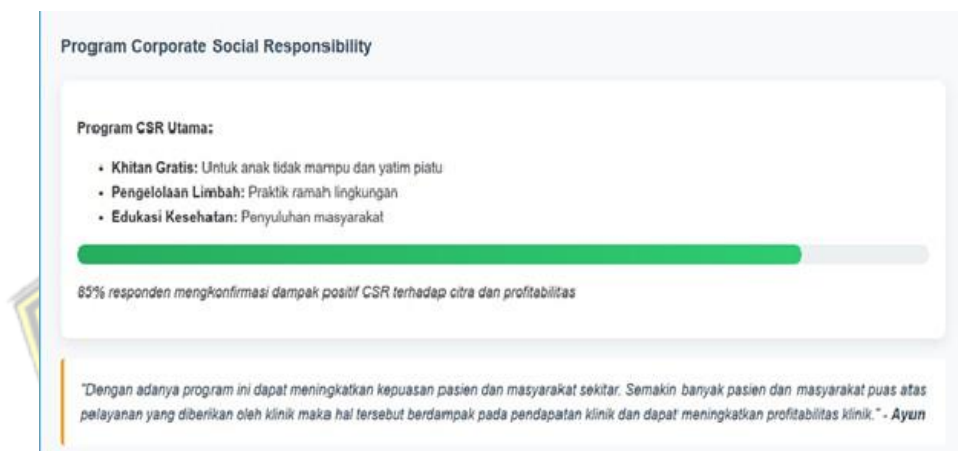 Program Corporate Social Responsibility
Program CSR Utama:
• Khitan Gratis: Untuk anak tidak mampu dan yatim piatu
• Pengelolaan Limbah: Praktik ramah lingkungan
• Edukasi Kesehatan: Penyuluhan masyarakat
85% responden mengkonfirmasi dampak positif CSR terhadap citra dan profitabilitas
"Dengan adanya program ini dapat meningkatkan kepuasan pasien dan masyarakat sekitar. Semakin banyak pasien dan masyarakat puas atas
pelayanan yang diberikan oleh klinik maka hal tersebut berdampak pada pendapatan klinik dan dapat meningkatkan profitabilitas klinik." - Ayun